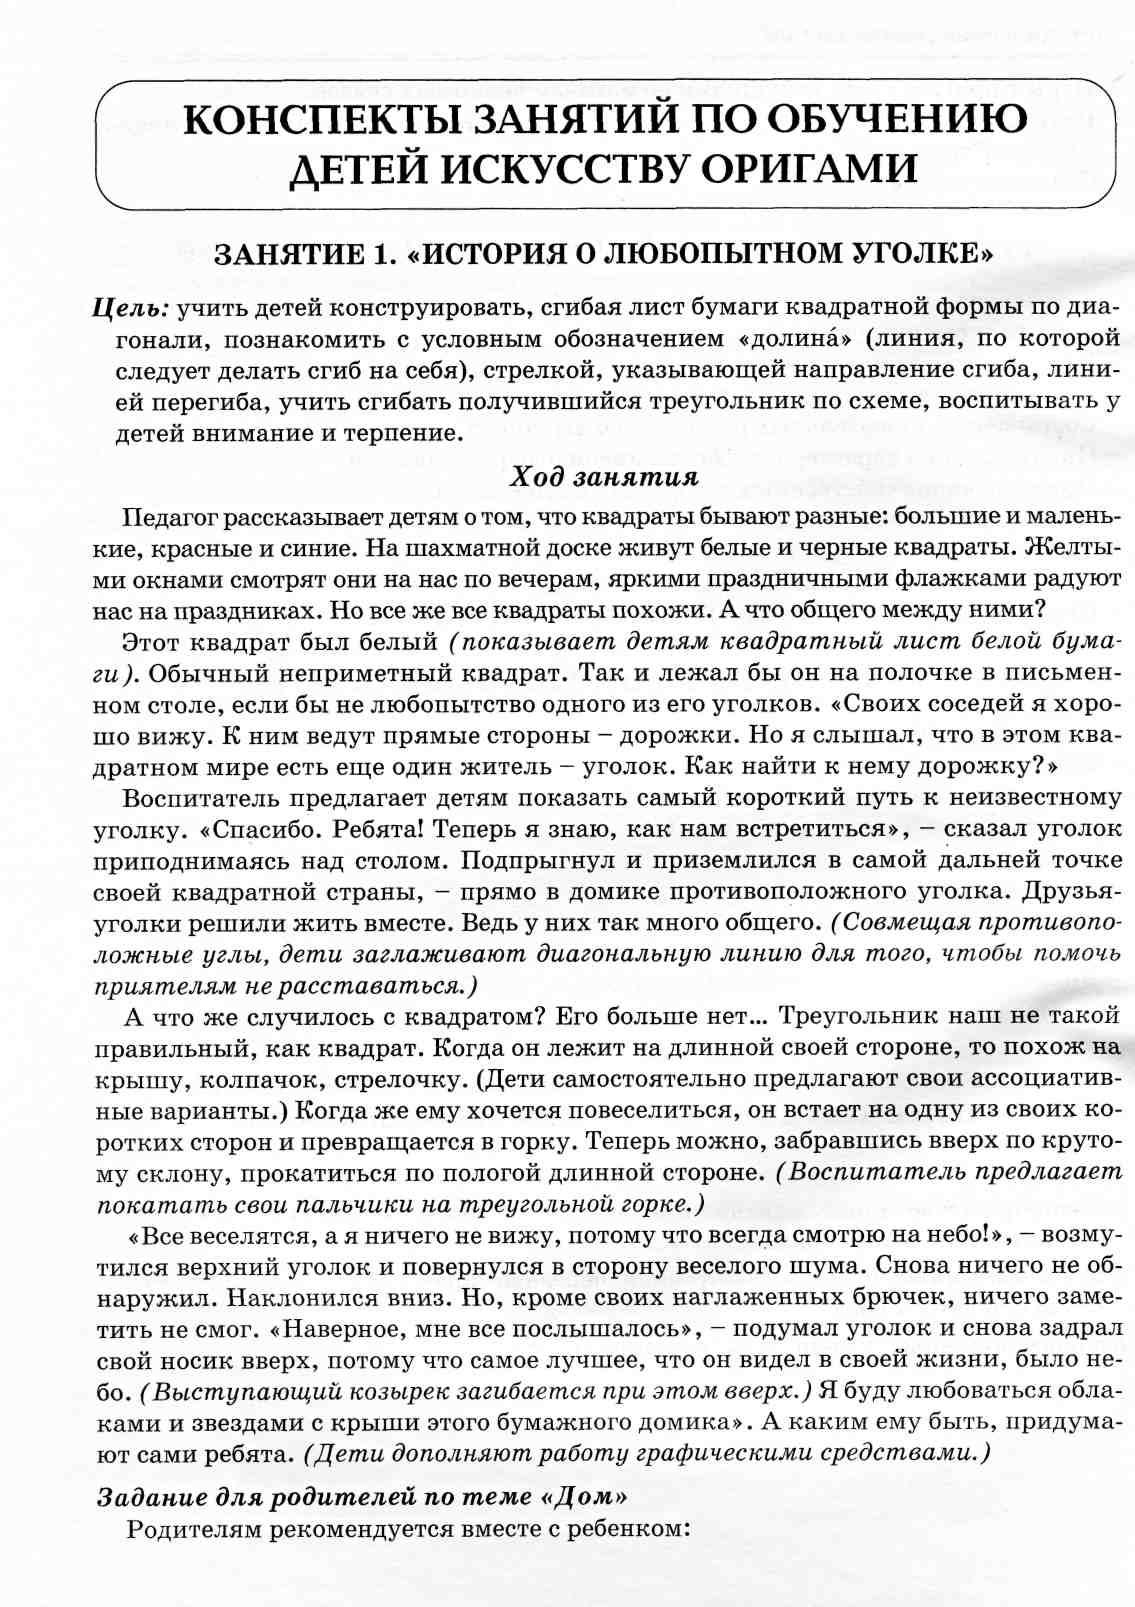 КОНСПЕКТЫ ЗАНЯТИЙ ПО ОБУЧЕНИЮ
ДЕТЕЙ ИСКУССТВУ ОРИГАМИ
ЗАНЯТИЕ 1. «ИСТОРИЯ О ЛЮБОПЫТНОМ УГОЛКЕ»
Цель: учить детей конструировать, сгибая лист бумаги квадратной формы по диа-
гонали, познакомить с условным обозначением «долинá» (линия, по которой
следует делать сгиб на себя), стрелкой, указывающей направление сгиба, лини-
ей перегиба, учить сгибать получившийся треугольник по схеме, воспитывать у
детей внимание и терпение.
Ход занятия
Педагог рассказывает детям о том, что квадраты бывают разные: большие и малень-
кие, красные и синие. На шахматной доске живут белые и черные квадраты. Желты-
ми окнами смотрят они на нас по вечерам, яркими праздничными флажками радуют
нас на праздниках. Но все же все квадраты похожи. А что общего между ними?
Этот квадрат был белый (показывает детям квадратный лист белой бума-
ги). Обычный неприметный квадрат. Так и лежал бы он на полочке в письмен-
ном столе, если бы не любопытство одного из его уголков. «Своих соседей я хоро-
шо вижу. К ним ведут прямые стороны – дорожки. Но я слышал, что в этом ква-
дратном мире есть еще один житель – уголок. Как найти к нему дорожку?»
Воспитатель предлагает детям показать самый короткий путь к неизвестному
уголку. «Спасибо. Ребята! Теперь я знаю, как нам встретиться», – сказал уголок
приподнимаясь над столом. Подпрыгнул и приземлился в самой дальней точке
своей квадратной страны, – прямо в домике противоположного уголка. Друзья-
уголки решили жить вместе. Ведь у них так много общего. (Совмещая противопо-
ложные углы, дети заглаживают диагональную линию для того, чтобы помочь
приятелям не расставаться.)
А что же случилось с квадратом? Его больше нет... Треугольник наш не такой
правильный, как квадрат. Когда он лежит на длинной своей стороне, то похож на
крышу, колпачок, стрелочку. (Дети самостоятельно предлагают свои ассоциатив-
ные варианты.) Когда же ему хочется повеселиться, он встает на одну из своих ко-
ротких сторон и превращается в горку. Теперь можно, забравшись вверх по круто-
му склону, прокатиться по пологой длинной стороне. (Воспитатель предлагает
покатать свои пальчики на треугольной горке.)
«Все веселятся, а я ничего не вижу, потому что всегда смотрю на небо!», – возму-
тился верхний уголок и повернулся в сторону веселого шума. Снова ничего не об-
наружил. Наклонился вниз. Но, кроме своих наглаженных брючек, ничего заме-
тить не смог. «Наверное, мне все послышалось», – подумал уголок и снова задрал
свой носик вверх, потому что самое лучшее, что он видел в своей жизни, было не-
бо. (Выступающий козырек загибается при этом вверх.) Я буду любоваться обла-
ками и звездами с крыши этого бумажного домика». А каким ему быть, придума-
ют сами ребята. (Дети дополняют работу графическими средствами.)
Задание для родителей по теме «Дом»
Родителям рекомендуется вместе с ребенком: